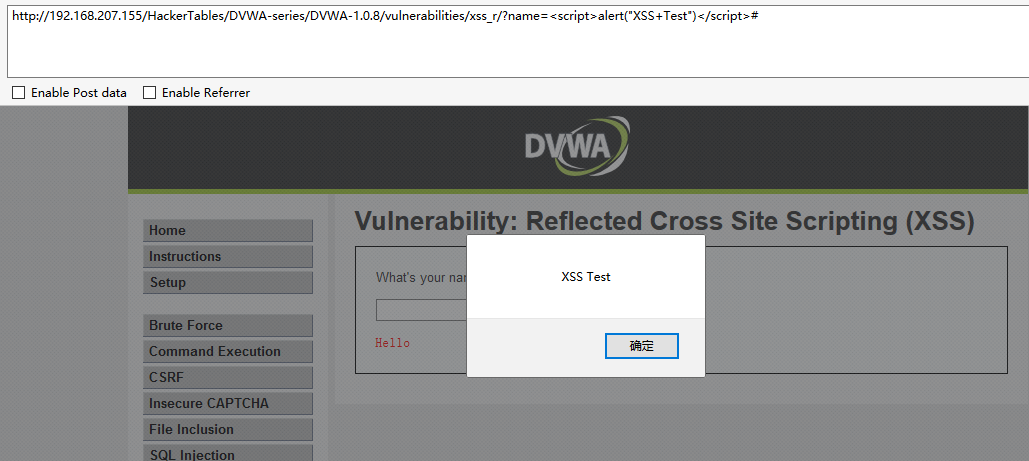 http://192.168.207.155/HackerTables/DVWA-series/DVWA-1.0.8/vulnerabilities/xss_r/?name=<script>alert("XSS+Test")</script>#
Enable Post data Enable Referrer
DVWA
Vulnerability: Reflected Cross Site Scripting (XSS)
Home
Instructions
Setup
Brute Force
Command Execution
CSRF
Insecure CAPTCHA
File Inclusion
SQL Injection
What's your nam
Hello
XSS Test
确定